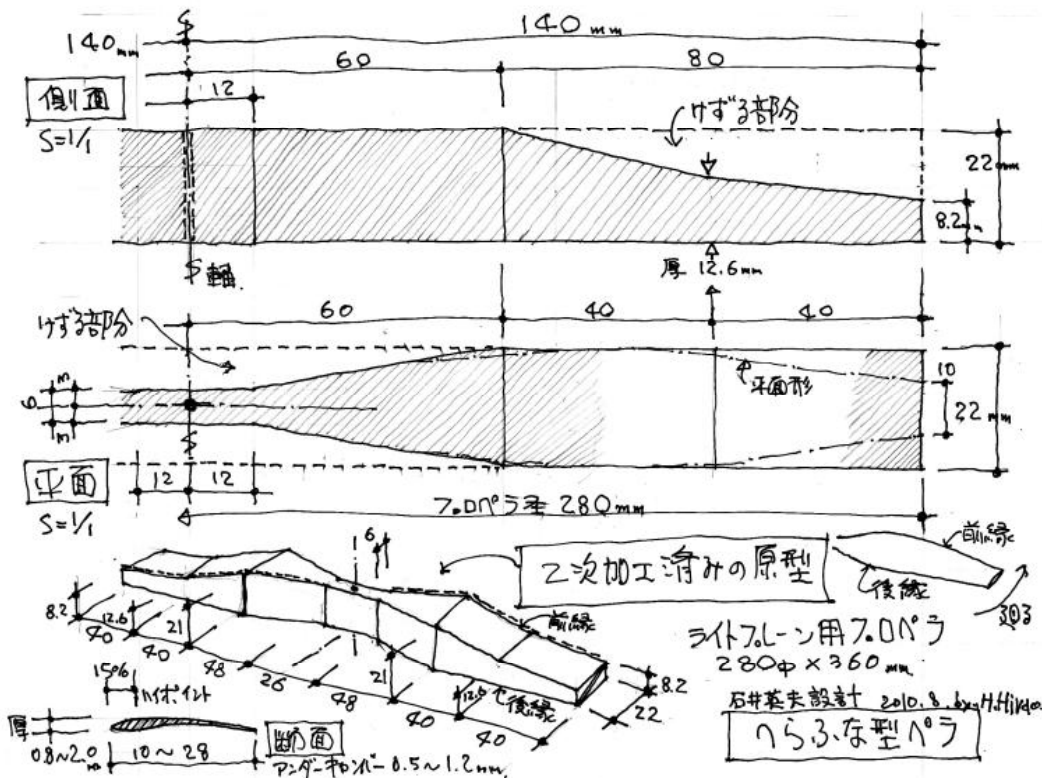 140mm
140mm
60
80
12
側面
S=1/1
けずる部分
22mm
8.2mm
軸
厚 12.6mm
けずる部分
60
40
40
平面形
3
6
3
10
22mm
平面
S=1/1
12
12
プロペラ径 280mm
6
2次加工済みの原型
前縁
後縁
廻る
8.2
40
12.6
40
21
48
26
48
21
40
12.6
40
前縁
後縁
8.2
22
ライトプレーン用プロペラ
280φ×360mm
石井英夫設計 2010.8.
へらぶな型ペラ
15%
ハイポイント
厚
0.8~2.0mm
10~28
断面
アンダーキャンバー 0.5~1.2mm